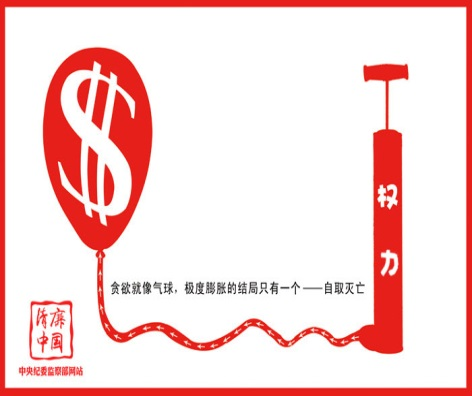 $
权
力
贪欲就像气球，极度膨胀的结局只有一个——自取灭亡
清廉
中国
中央纪委监察部网站